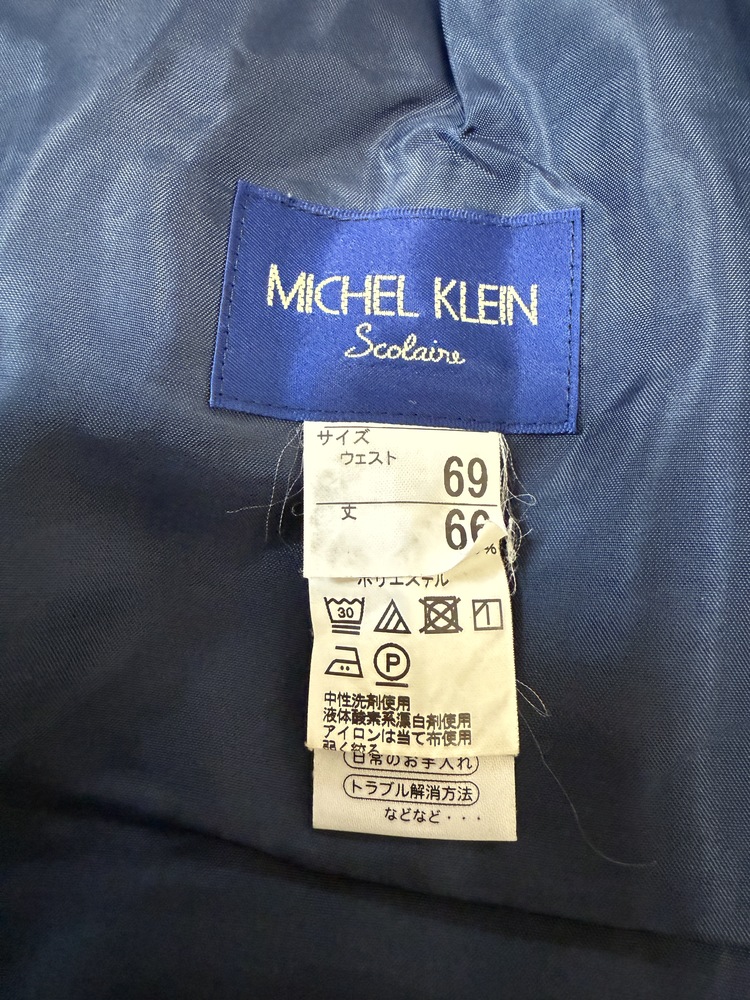 MICHEL KLEIN
Scolaire
サイズ
ウェスト
69
丈
66
%
ポリエステル
30
P
中性洗剤使用
液体酸素系漂白剤使用
アイロンは当て布使用
弱く絞る
日常のお手入れ
トラブル解消方法
などなど・・・